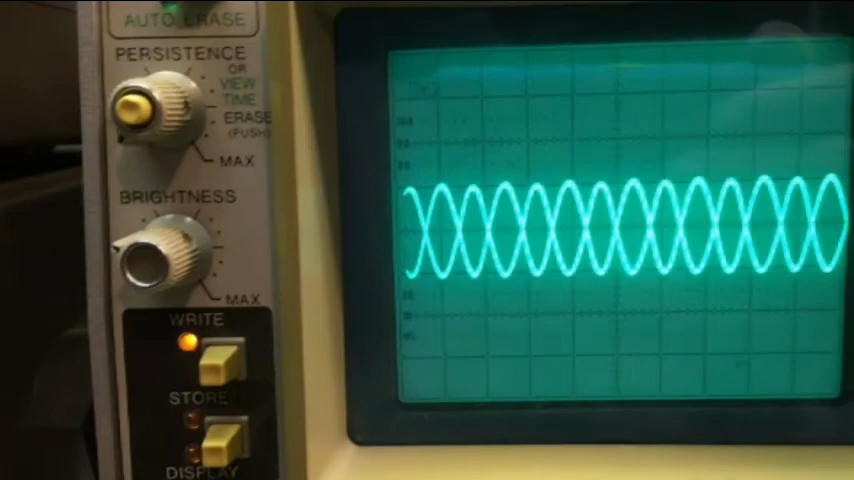 AUTO ERASE
PERSISTENCE
OR
VIEW
TIME
ERASE
(PUSH)
MAX
BRIGHTNESS
MAX
WRITE
STORE
DISPLAY